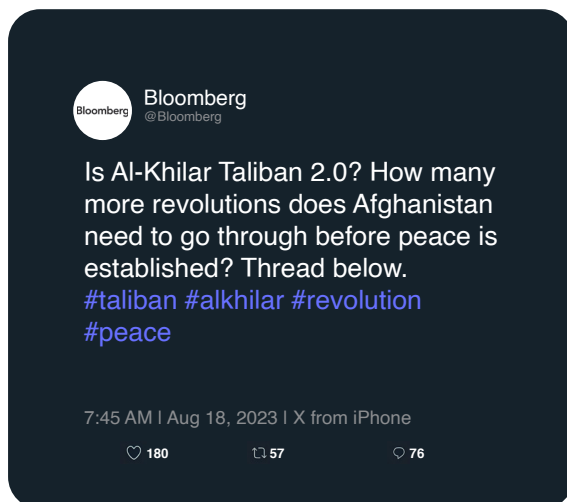 Bloomberg
Bloomberg
@Bloomberg
Is Al-Khilar Taliban 2.0? How many
more revolutions does Afghanistan
need to go through before peace is
established? Thread below.
#taliban #alkhilar #revolution
#peace
7:45 AM | Aug 18, 2023 | X from iPhone
180 57 76